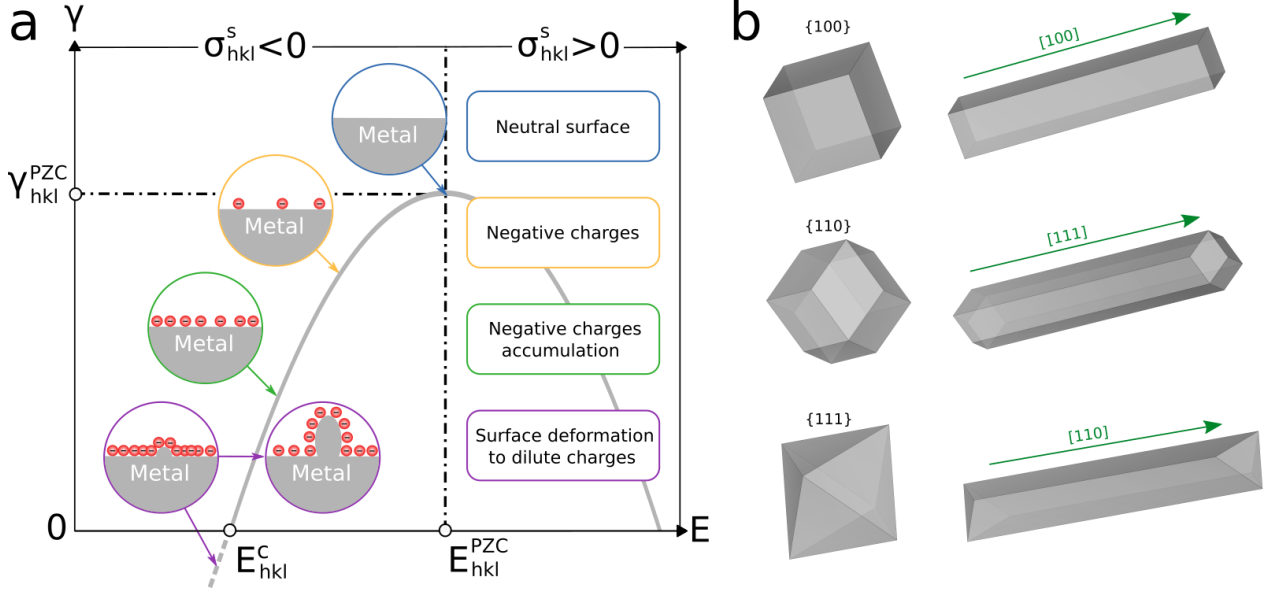 a
γ
σ^s_hkl<0
σ^s_hkl>0
Metal
Neutral surface
γ^PZC_hkl
Metal
Negative charges
Metal
Negative charges
accumulation
Metal
Metal
Surface deformation
to dilute charges
0
E
E^c_hkl
E^PZC_hkl
b
{100}
[100]
{110}
[111]
{111}
[110]